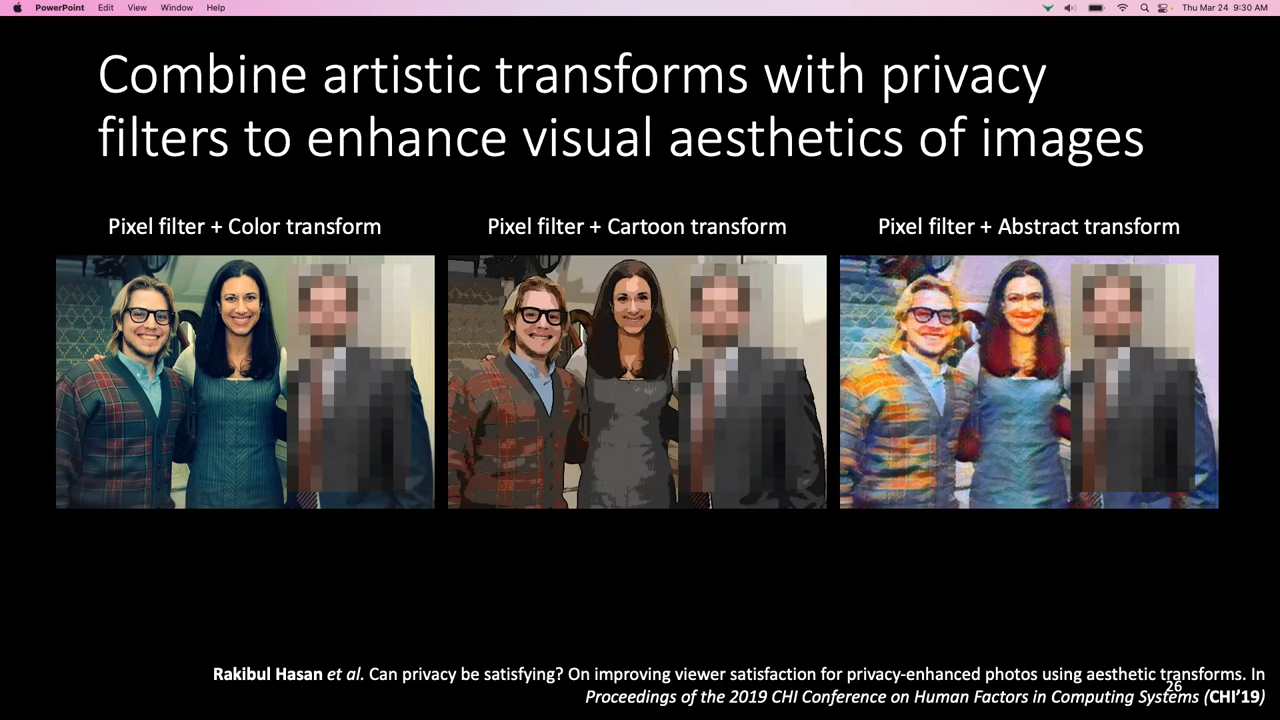 PowerPoint Edit View Window Help Thu Mar 24 9:30 AM
Combine artistic transforms with privacy
filters to enhance visual aesthetics of images
Pixel filter + Color transform
Pixel filter + Cartoon transform
Pixel filter + Abstract transform
Rakibul Hasan et al. Can privacy be satisfying? On improving viewer satisfaction for privacy-enhanced photos using aesthetic transforms. In
Proceedings of the 2019 CHI Conference on Human Factors in Computing Systems (CHI'19)
26